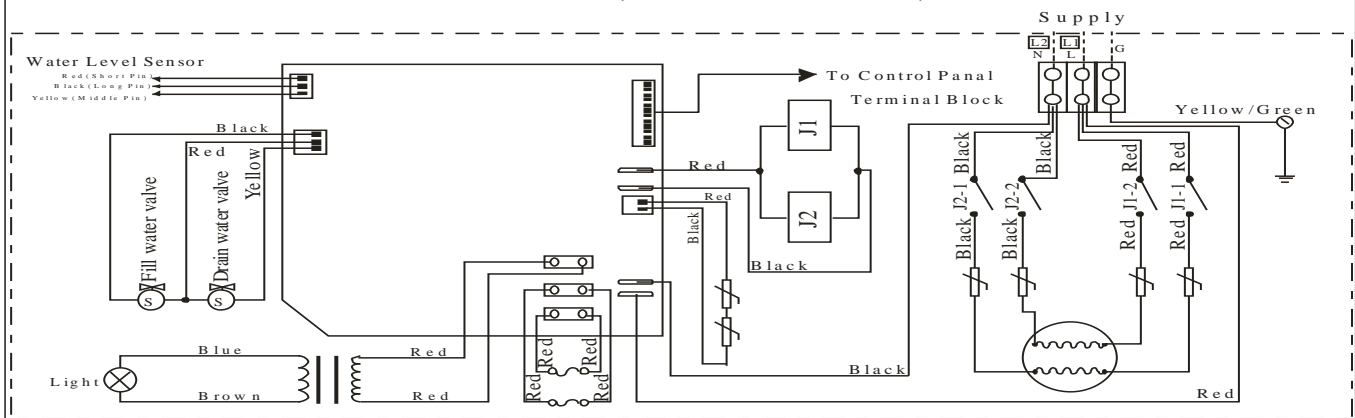 Supply
L2 L1
N L G
Water Level Sensor
Red(Short Pin)
Black(Long Pin)
Yellow(Middle Pin)
To Control Panal
Terminal Block
Yellow/Green
Black
Red
Yellow
Fill water valve
Drain water valve
S
S
J1
J2
Red
Red
Black
Black
Black
Black
Red
Red
J2-1
J2-2
J1-2
J1-1
Black
Black
Red
Red
Light
Blue
Brown
Red
Red
Red
Red
Red
Red
Black
Red